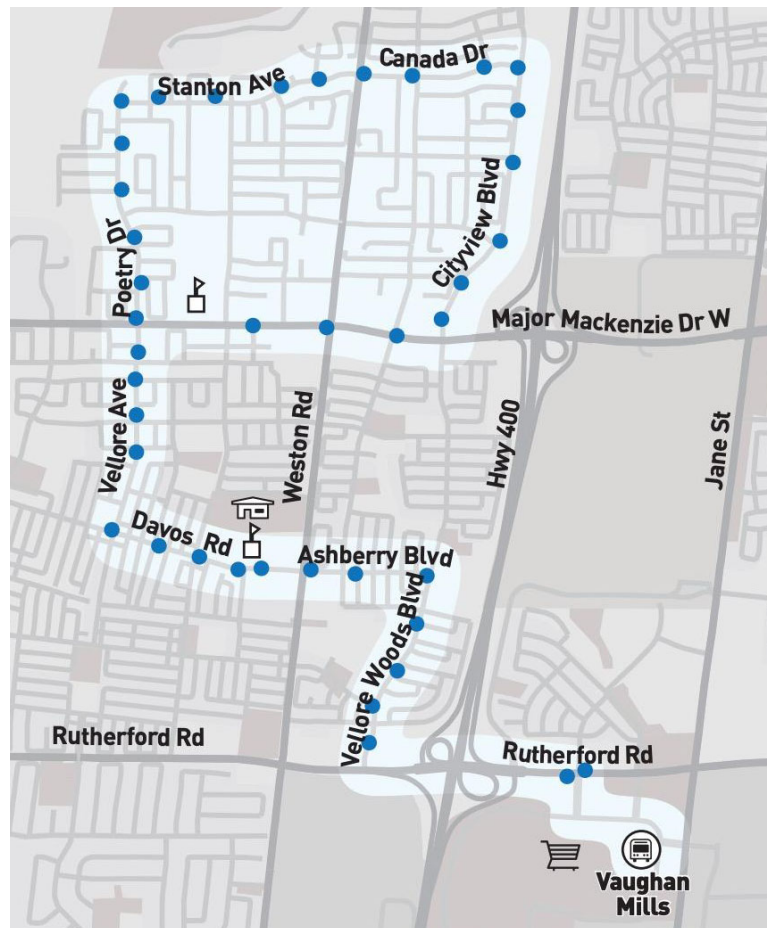 Canada Dr
Stanton Ave
Cityview Blvd
Poetry Dr
Major Mackenzie Dr W
Vellore Ave
Weston Rd
Hwy 400
Jane St
Davos Rd
Ashberry Blvd
Vellore Woods Blvd
Rutherford Rd
Rutherford Rd
Vaughan
Mills